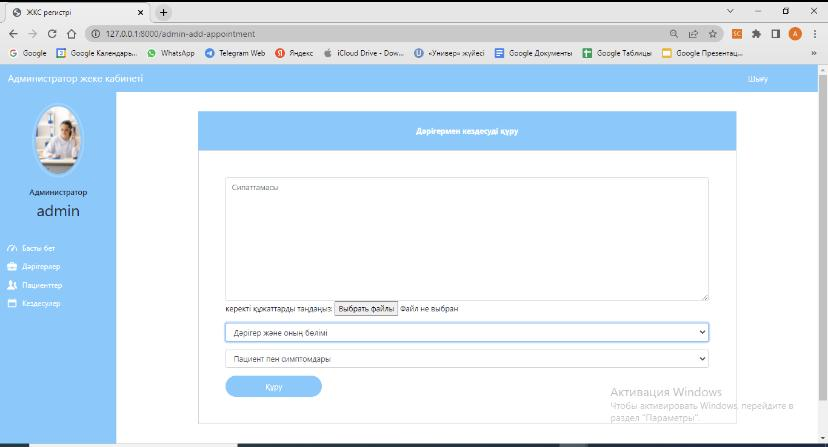 ЖКС регистрі
127.0.0.1:8000/admin-add-appointment
SC
A
Google
Google Календарь...
WhatsApp
Telegram Web
Яндекс
iCloud Drive - Dow...
«Универ» жүйесі
Google Документы
Google Таблицы
Google Презентац...
»
Администратор жеке кабинеті
Шығу
Администратор
admin
Басты бет
Дәрігерлер
Пациенттер
Кездесулер
Дәрігермен кездесуді құру
Сипаттамасы
керекті құжаттарды таңдаңыз: Выбрать файлы Файл не выбран
Дәрігер және оның бөлімі
Пациент пен симптомдары
Құру
Активация Windows
Чтобы активировать Windows, перейдите в
раздел "Параметры".